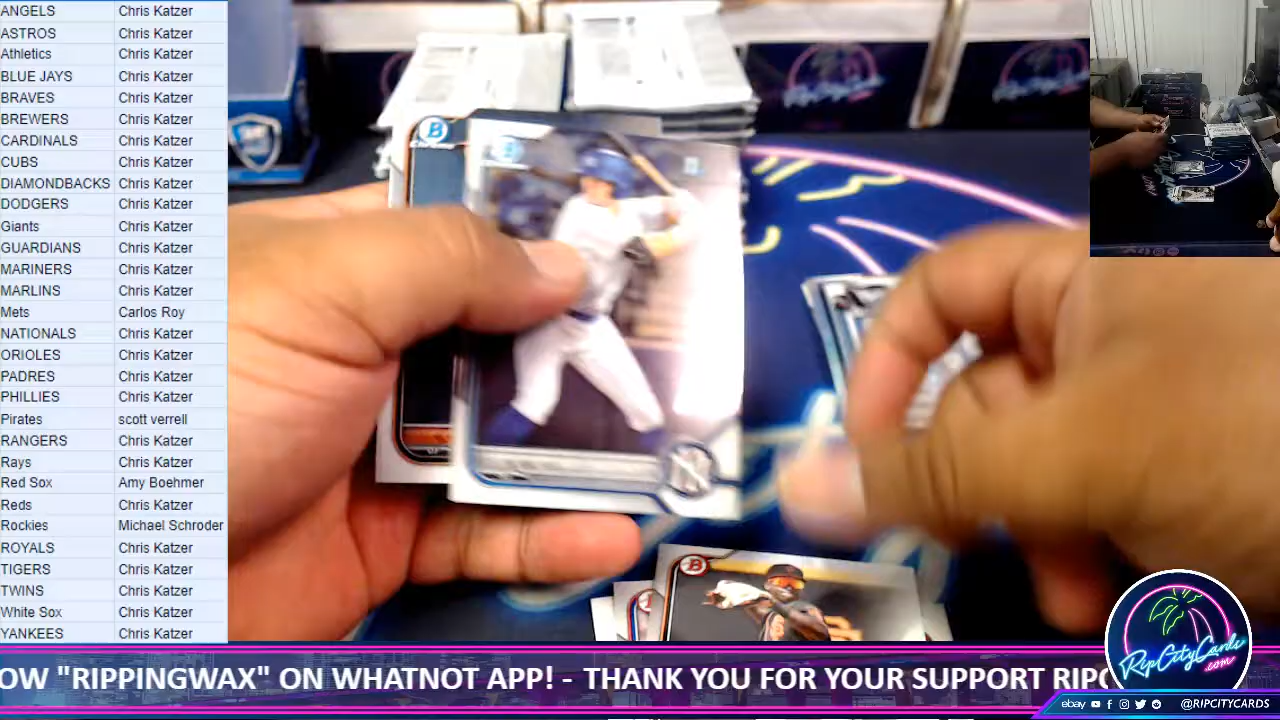 ANGELS Chris Katzer
ASTROS Chris Katzer
Athletics Chris Katzer
BLUE JAYS Chris Katzer
BRAVES Chris Katzer
BREWERS Chris Katzer
CARDINALS Chris Katzer
CUBS Chris Katzer
DIAMONDBACKS Chris Katzer
DODGERS Chris Katzer
Giants Chris Katzer
GUARDIANS Chris Katzer
MARINERS Chris Katzer
MARLINS Chris Katzer
Mets Carlos Roy
NATIONALS Chris Katzer
ORIOLES Chris Katzer
PADRES Chris Katzer
PHILLIES Chris Katzer
Pirates scott verrell
RANGERS Chris Katzer
Rays Chris Katzer
Red Sox Amy Boehmer
Reds Chris Katzer
Rockies Michael Schroder
ROYALS Chris Katzer
TIGERS Chris Katzer
TWINS Chris Katzer
White Sox Chris Katzer
YANKEES Chris Katzer
OW "RIPPINGWAX" ON WHATNOT APP! - THANK YOU FOR YOUR SUPPORT RIPC
RipCityCards
.com
ebay @RIPCITYCARDS